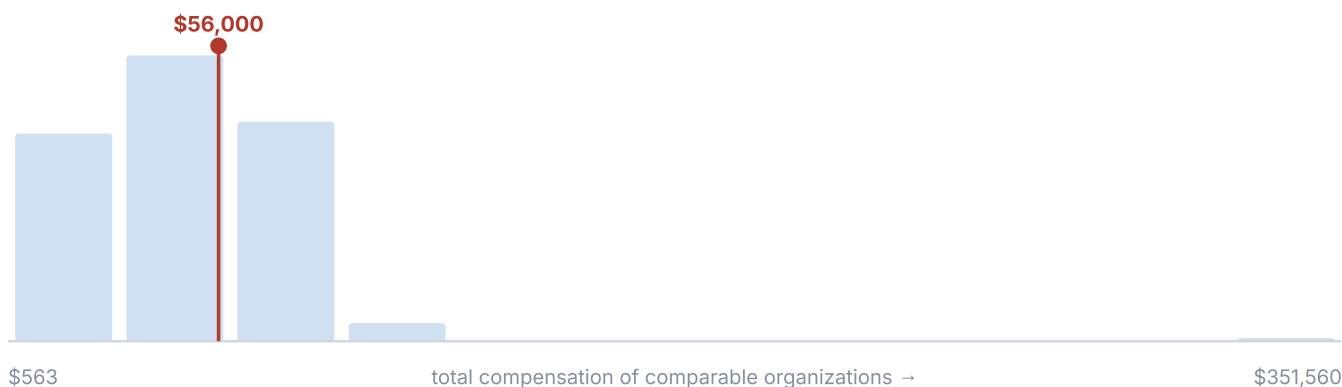 $56,000
$563 total compensation of comparable organizations → $351,560